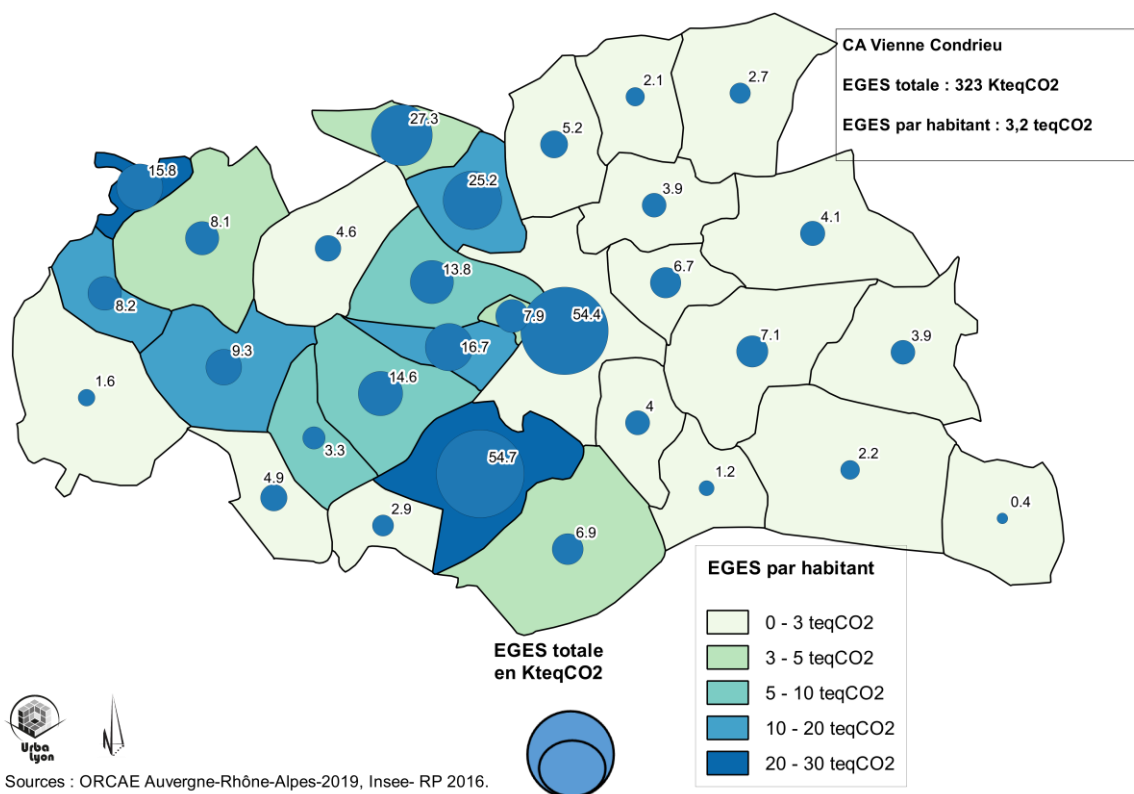 CA Vienne Condrieu
EGES totale : 323 KteqCO2
EGES par habitant : 3,2 teqCO2
2.1
2.7
5.2
27.3
15.8
25.2
3.9
8.1
4.6
4.1
13.8
6.7
8.2
7.9
54.4
16.7
7.1
3.9
9.3
1.6
14.6
4
3.3
54.7
2.2
4.9
1.2
2.9
0.4
6.9
EGES totale
en KteqCO2
EGES par habitant
0 - 3 teqCO2
3 - 5 teqCO2
5 - 10 teqCO2
10 - 20 teqCO2
20 - 30 teqCO2
Urba
Lyon
Sources : ORCAE Auvergne-Rhône-Alpes-2019, Insee- RP 2016.